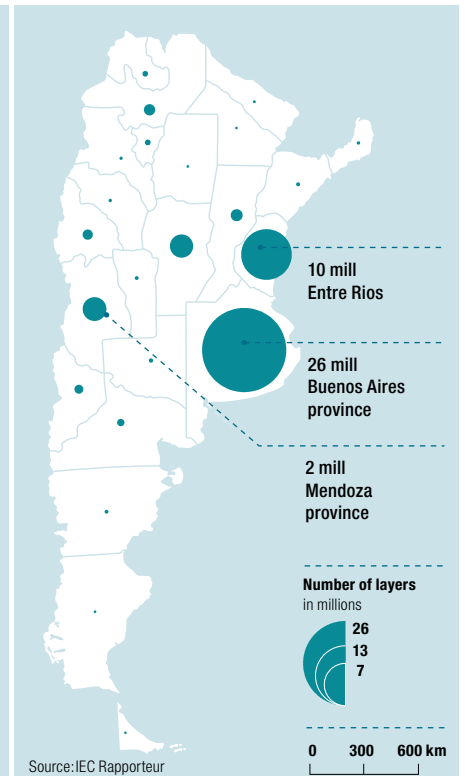 10 mill
Entre Rios
26 mill
Buenos Aires
province
2 mill
Mendoza
province
Number of layers
in millions
26
13
7
0 300 600 km
Source: IEC Rapporteur